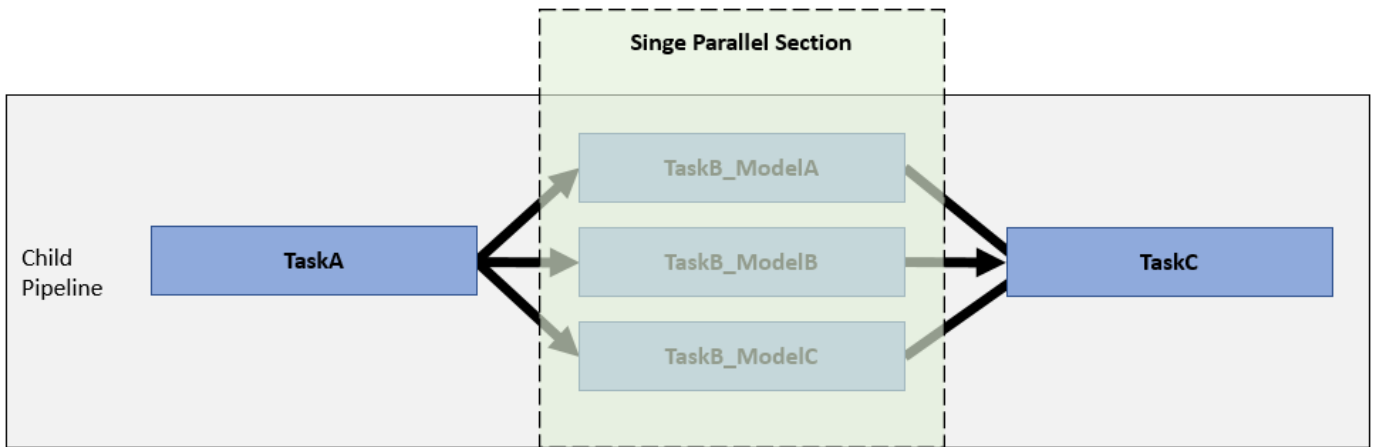 Singe Parallel Section
TaskB_ModelA
Child
Pipeline
TaskA
TaskB_ModelB
TaskC
TaskB_ModelC